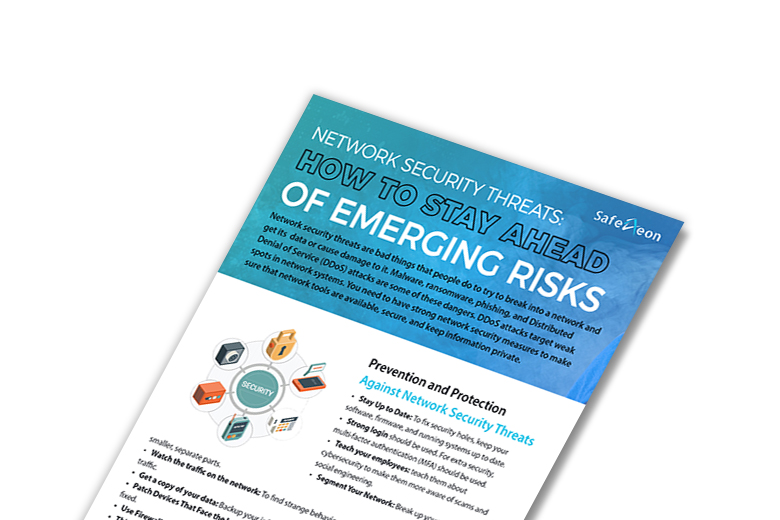 NETWORK SECURITY THREATS:
HOW TO STAY AHEAD
OF EMERGING RISKS
SafeAeon
Network security threats are bad things that people do to try to break into a network and
get its data or cause damage to it. Malware, ransomware, phishing, and Distributed
Denial of Service (DDoS) attacks are some of these dangers. DDoS attacks target weak
spots in network systems. You need to have strong network security measures to make
sure that network tools are available, secure, and keep information private.
SECURITY
Prevention and Protection
Against Network Security Threats
• Stay Up to Date: To fix security holes, keep your
software, firmware, and running systems up to date.
• Strong login should be used. For extra security,
multi-factor authentication (MFA) should be used.
• Teach your employees: teach them about
cybersecurity to make them more aware of scams and
social engineering.
• Segment Your Network: Break up your
smaller, separate parts.
• Watch the traffic on the network: To find strange
traffic.
• Get a copy of your data: Backup your
• Patch Devices That Face the
fixed.
• Use